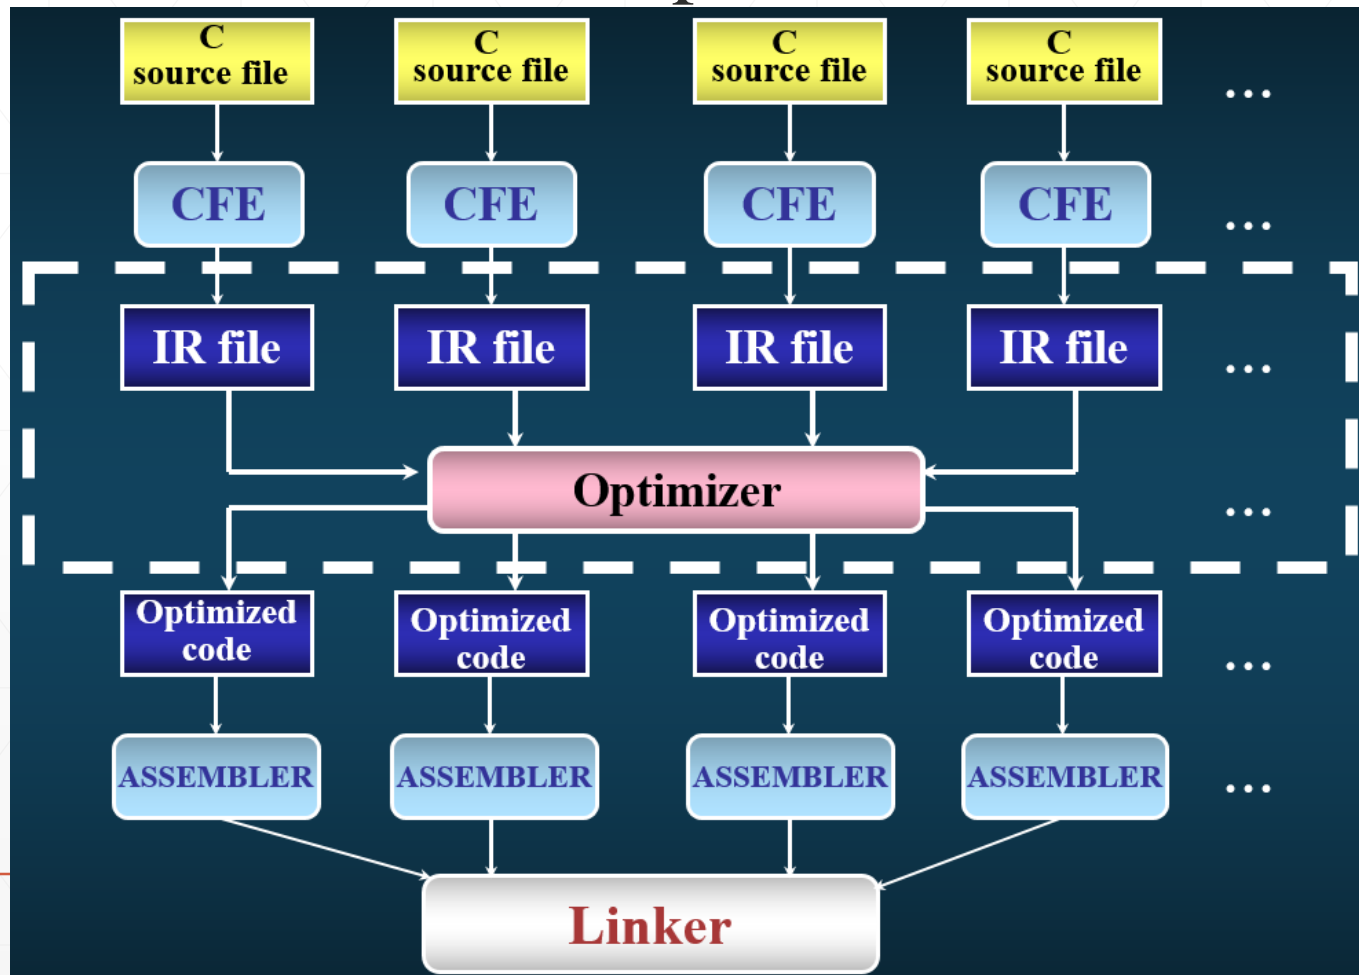 C
source file
C
source file
C
source file
C
source file
...
CFE
CFE
CFE
CFE
...
IR file
IR file
IR file
IR file
...
Optimizer
...
Optimized
code
Optimized
code
Optimized
code
Optimized
code
...
ASSEMBLER
ASSEMBLER
ASSEMBLER
ASSEMBLER
...
Linker